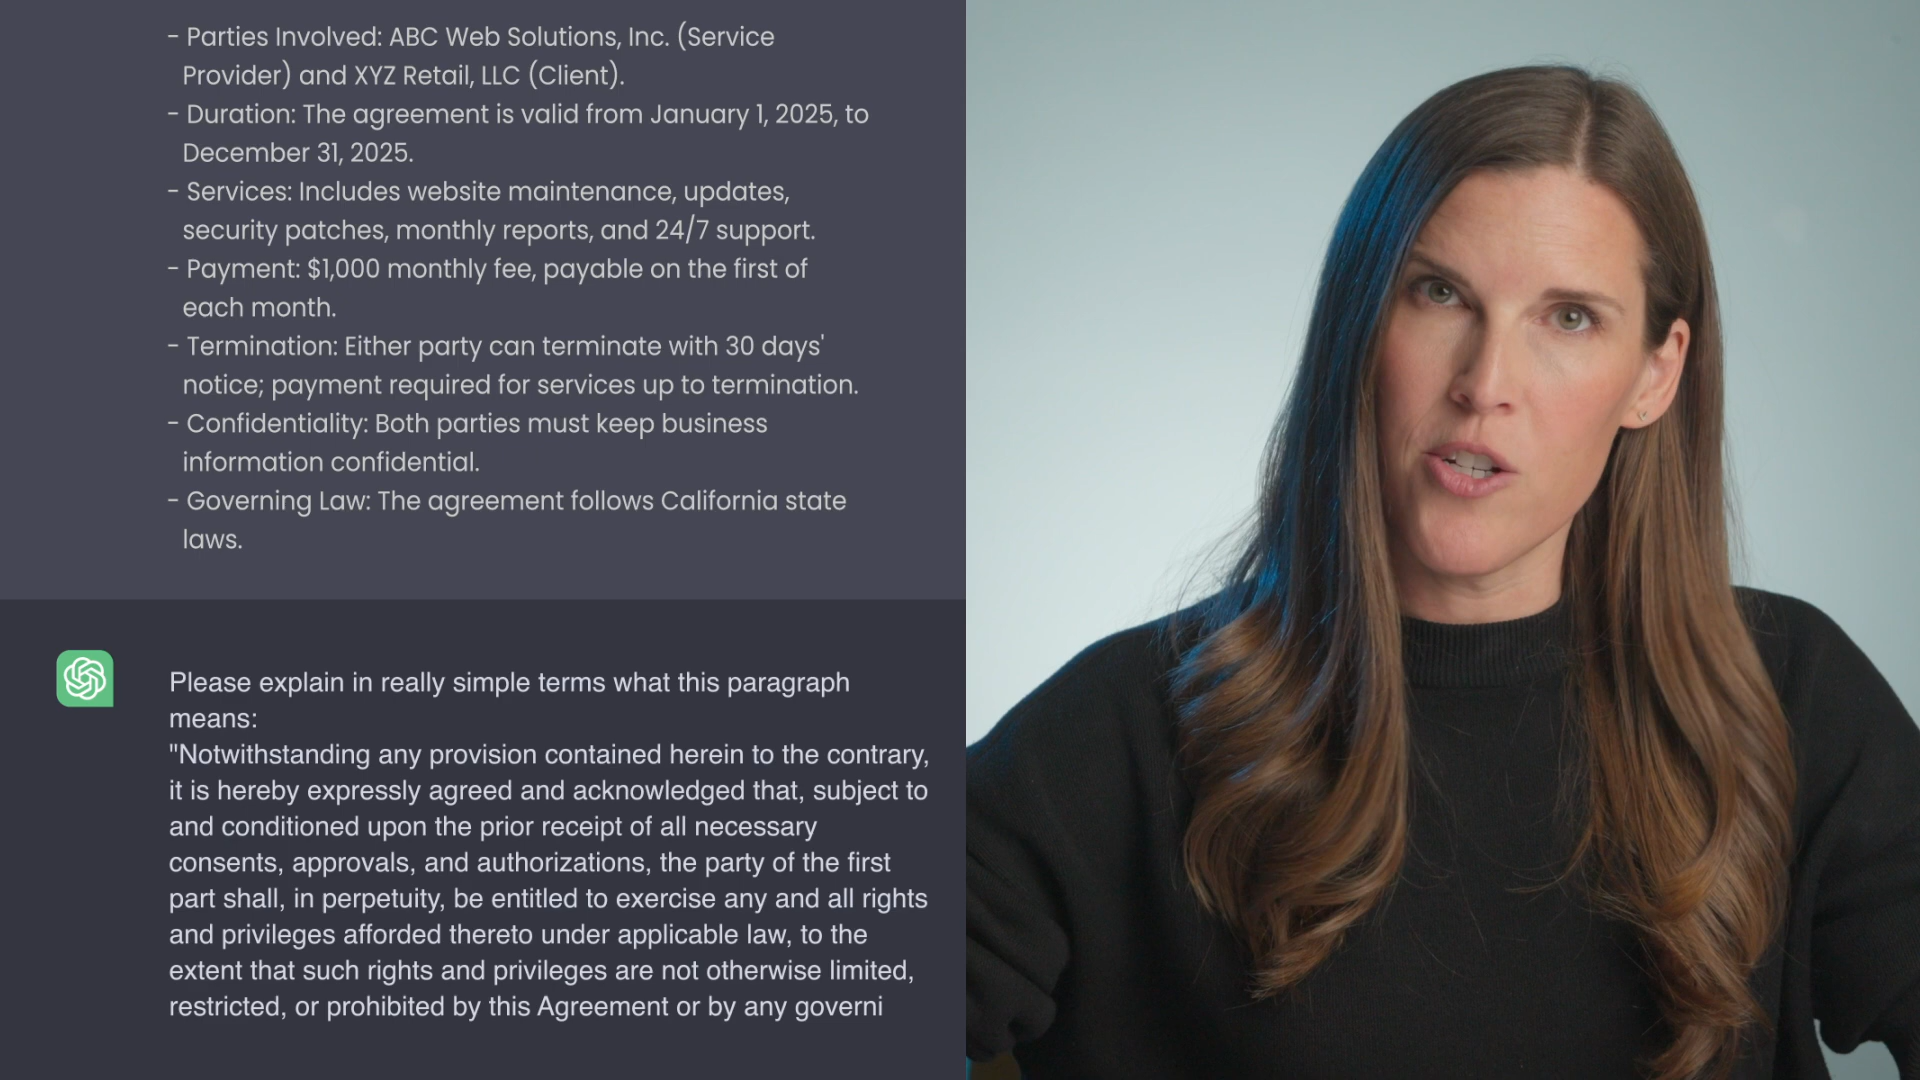 - Parties Involved: ABC Web Solutions, Inc. (Service
Provider) and XYZ Retail, LLC (Client).
- Duration: The agreement is valid from January 1, 2025, to
December 31, 2025.
- Services: Includes website maintenance, updates,
security patches, monthly reports, and 24/7 support.
- Payment: $1,000 monthly fee, payable on the first of
each month.
- Termination: Either party can terminate with 30 days'
notice; payment required for services up to termination.
- Confidentiality: Both parties must keep business
information confidential.
- Governing Law: The agreement follows California state
laws.
Please explain in really simple terms what this paragraph
means:
"Notwithstanding any provision contained herein to the contrary,
it is hereby expressly agreed and acknowledged that, subject to
and conditioned upon the prior receipt of all necessary
consents, approvals, and authorizations, the party of the first
part shall, in perpetuity, be entitled to exercise any and all rights
and privileges afforded thereto under applicable law, to the
extent that such rights and privileges are not otherwise limited,
restricted, or prohibited by this Agreement or by any governi